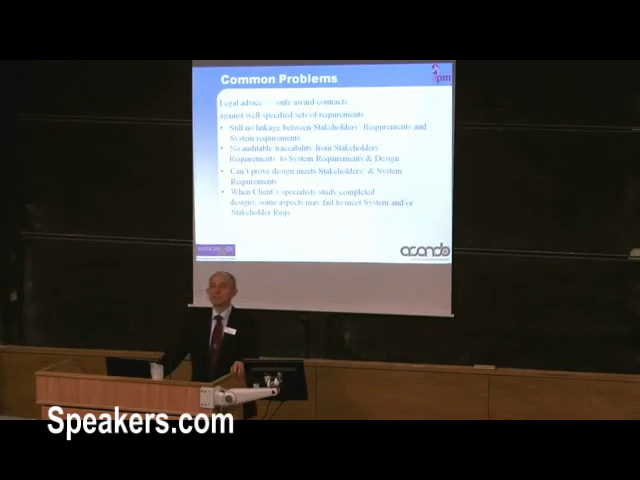 Common Problems
apm
Legal advice only award contracts
against well specified sets of requirements
• Still no linkage between Stakeholders' Requirements and
System requirements
• No auditable traceability from Stakeholders'
Requirements to System Requirements & Design
• Can't prove design meets Stakeholders' & System
Requirements
• When Client's specialists study completed
designs, some aspects may fail to meet System and/or
Stakeholder Reqs
acando
Speakers.com